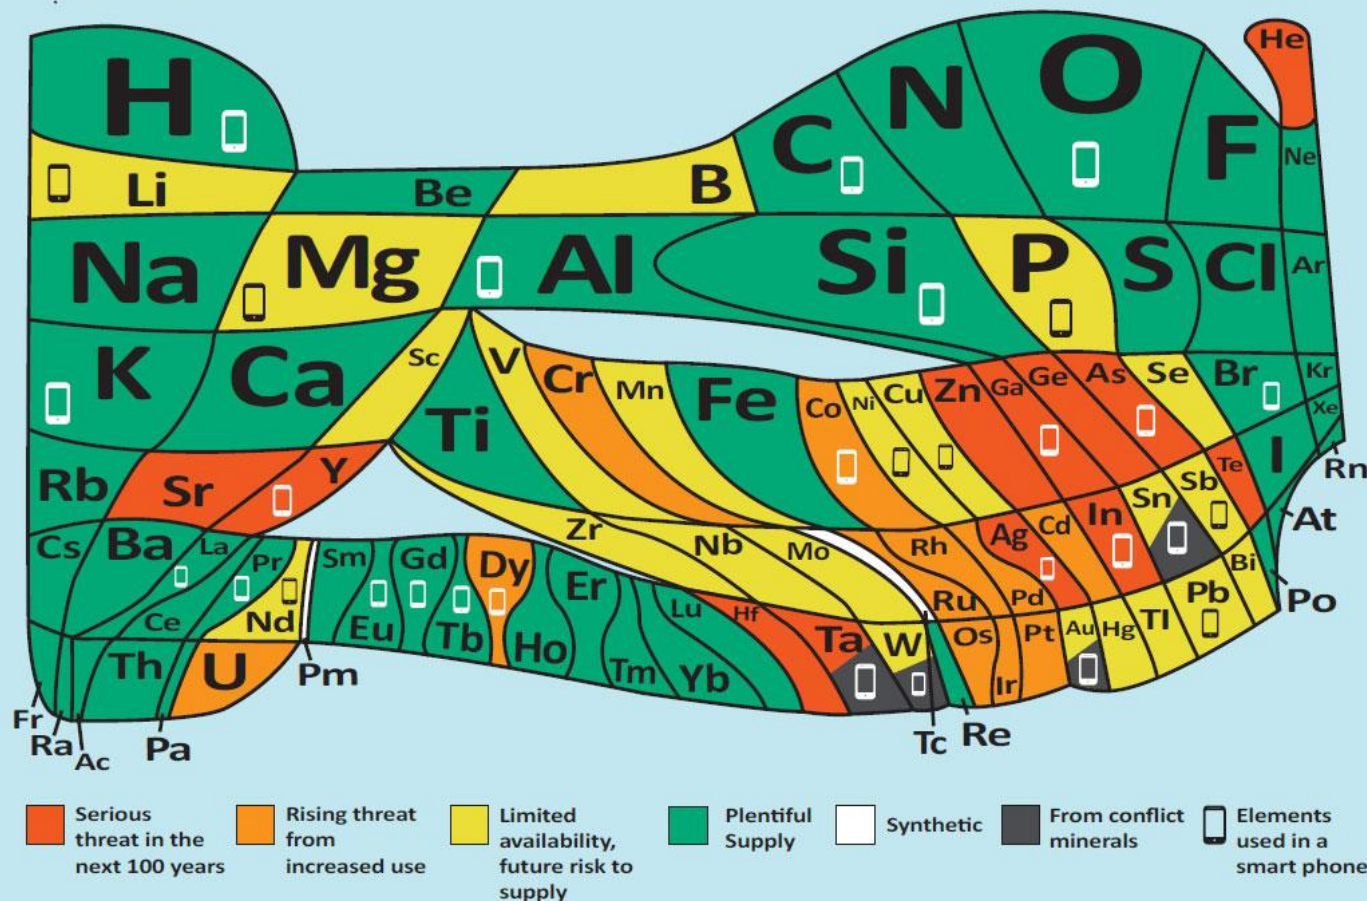 H
He
C
N
O
F
Ne
Li
Be
B
Na
Mg
Al
Si
P
S
Cl
Ar
K
Ca
Sc
Ti
V
Cr
Mn
Fe
Co
Ni
Cu
Zn
Ga
Ge
As
Se
Br
Kr
Rb
Sr
Y
Zr
Nb
Mo
Rh
Ru
Ag
Pd
Cd
In
Sn
Sb
Te
I
Xe
Rn
At
Po
Cs
Ba
La
Ce
Pr
Nd
Sm
Eu
Gd
Tb
Dy
Ho
Er
Tm
Yb
Lu
Hf
Ta
W
Os
Ir
Pt
Au
Hg
Tl
Pb
Bi
Th
U
Pm
Fr
Ra
Ac
Pa
Tc
Re
Serious
threat in the
next 100 years
Rising threat
from
increased use
Limited
availability,
future risk to
supply
Plentiful
Supply
Synthetic
From conflict
minerals
Elements
used in a
smart phone